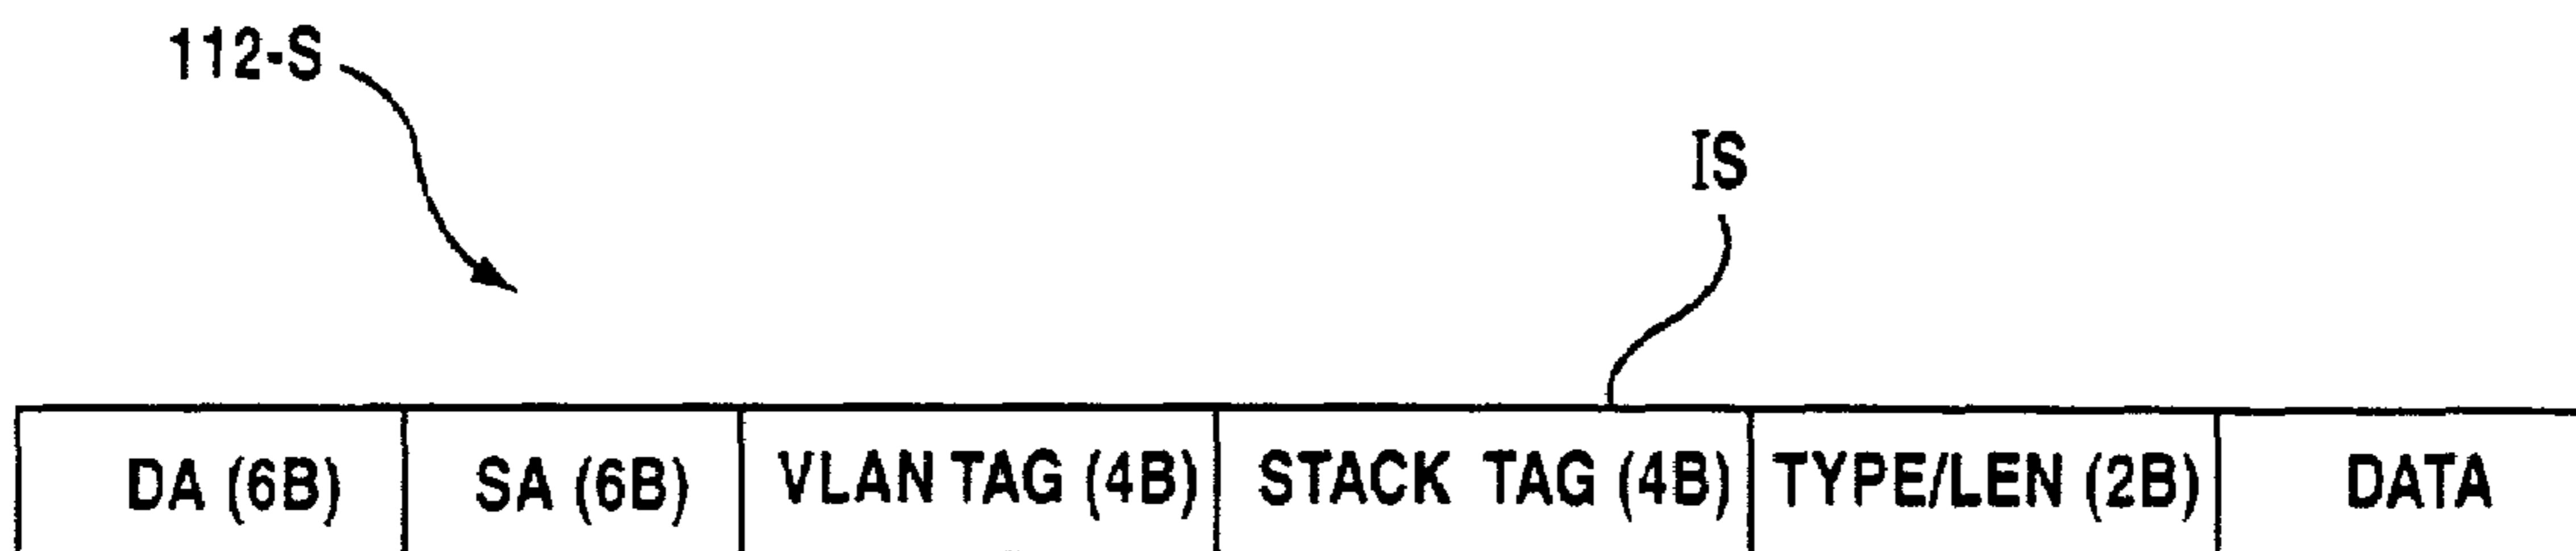 112-S
IS
DA (6B) SA (6B) VLAN TAG (4B) STACK TAG (4B) TYPE/LEN (2B) DATA